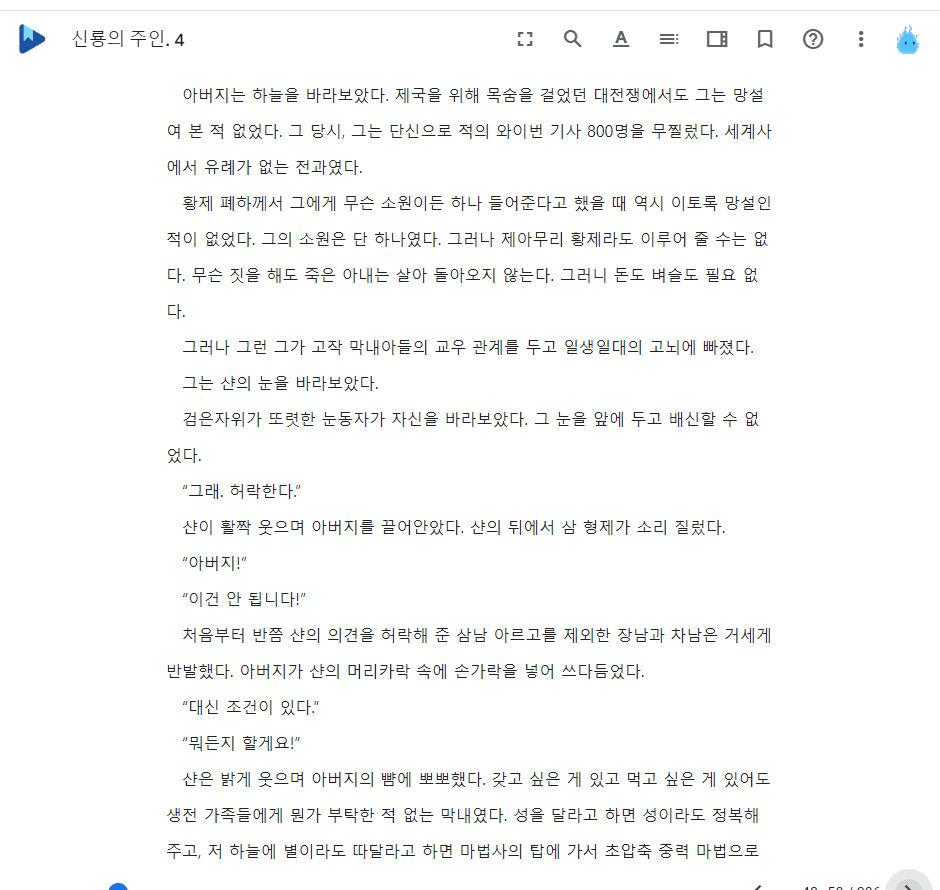 신룡의 주인. 4
아버지는 하늘을 바라보았다. 제국을 위해 목숨을 걸었던 대전쟁에서도 그는 망설
여 본 적 없었다. 그 당시, 그는 단신으로 적의 와이번 기사 800명을 무찔렀다. 세계사
에서 유례가 없는 전과였다.
황제 폐하께서 그에게 무슨 소원이든 하나 들어준다고 했을 때 역시 이토록 망설인
적이 없었다. 그의 소원은 단 하나였다. 그러나 제아무리 황제라도 이루어 줄 수는 없
다. 무슨 짓을 해도 죽은 아내는 살아 돌아오지 않는다. 그러니 돈도 벼슬도 필요 없
다.
그러나 그런 그가 고작 막내아들의 교우 관계를 두고 일생일대의 고뇌에 빠졌다.
그는 샨의 눈을 바라보았다.
검은자위가 또렷한 눈동자가 자신을 바라보았다. 그 눈을 앞에 두고 배신할 수 없
었다.
“그래. 허락한다.”
샨이 활짝 웃으며 아버지를 끌어안았다. 샨의 뒤에서 삼 형제가 소리 질렀다.
“아버지!”
“이건 안 됩니다!”
처음부터 반쯤 샨의 의견을 허락해 준 삼남 아르고를 제외한 장남과 차남은 거세게
반발했다. 아버지가 샨의 머리카락 속에 손가락을 넣어 쓰다듬었다.
“대신 조건이 있다.”
“뭐든지 할게요!”
샨은 밝게 웃으며 아버지의 뺨에 뽀뽀했다. 갖고 싶은 게 있고 먹고 싶은 게 있어도
생전 가족들에게 뭔가 부탁한 적 없는 막내였다. 성을 달라고 하면 성이라도 정복해
주고, 저 하늘에 별이라도 따달라고 하면 마법사의 탑에 가서 초압축 중력 마법으로